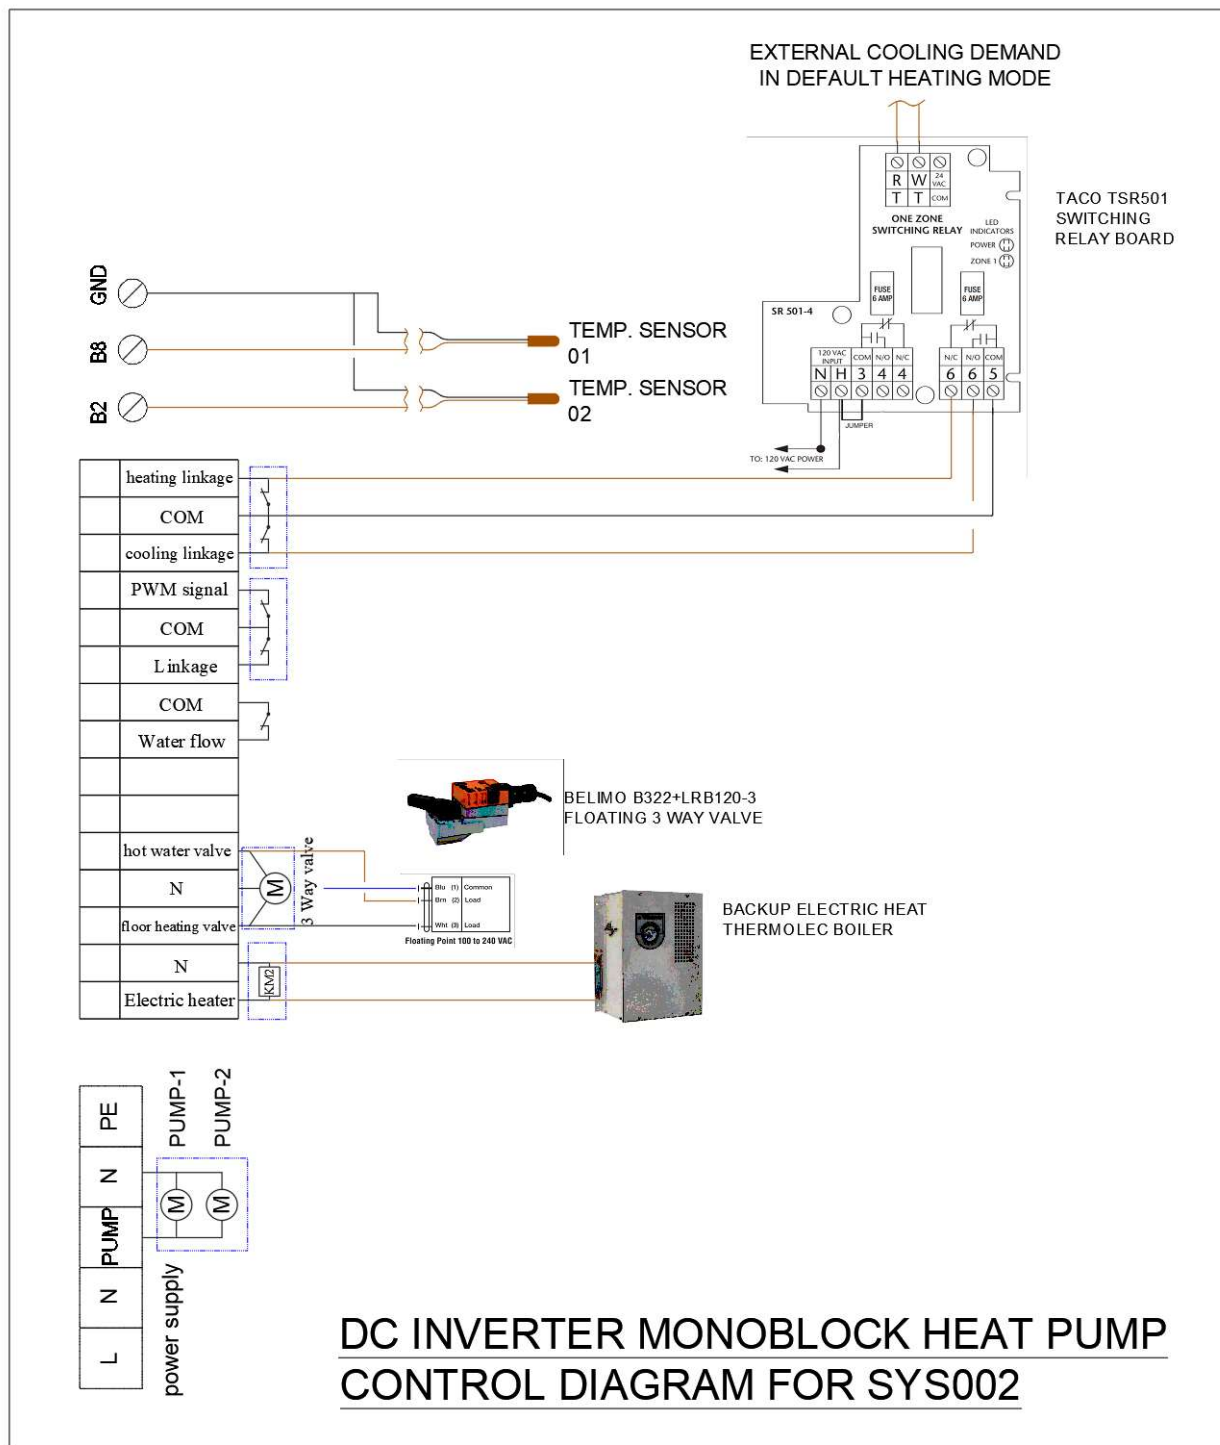 EXTERNAL COOLING DEMAND
IN DEFAULT HEATING MODE
R W 24 VAC
T T COM
ONE ZONE
SWITCHING RELAY
LED
INDICATORS
POWER
ZONE 1
TACO TSR501
SWITCHING
RELAY BOARD
FUSE
6 AMP
FUSE
6 AMP
SR 501-4
120 VAC
INPUT
COM N/O N/C
N H 3 4 4
N/C N/O COM
6 6 5
JUMPER
TO: 120 VAC POWER
GND
B8
B2
TEMP. SENSOR
01
TEMP. SENSOR
02
heating linkage
COM
cooling linkage
PWM signal
COM
Linkage
COM
Water flow
hot water valve
N
floor heating valve
N
Electric heater
M
3 Way valve
KM2
BELIMO B322+LRB120-3
FLOATING 3 WAY VALVE
Blu (1) Common
Brn (2) Load
Wht (3) Load
Floating Point 100 to 240 VAC
BACKUP ELECTRIC HEAT
THERMOLEC BOILER
PE
N
PUMP
N
L
PUMP-1
PUMP-2
M
M
power supply
DC INVERTER MONOBLOCK HEAT PUMP
CONTROL DIAGRAM FOR SYS002